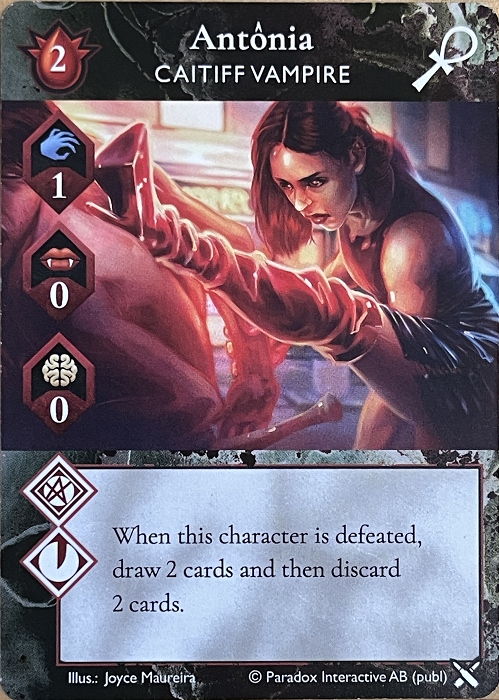 2
Antônia
CAITIFF VAMPIRE
1
0
0
When this character is defeated,
draw 2 cards and then discard
2 cards.
Illus.: Joyce Maureira © Paradox Interactive AB (publ)